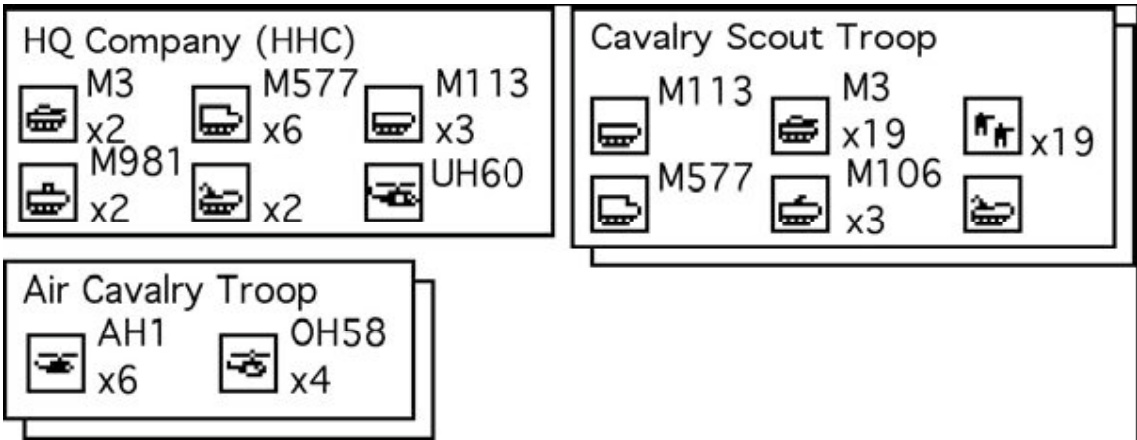 HQ Company (HHC)
M3 x2
M577 x6
M113 x3
M981 x2
x2
UH60
Cavalry Scout Troop
M113
M3 x19
x19
M577
M106 x3
Air Cavalry Troop
AH1 x6
OH58 x4